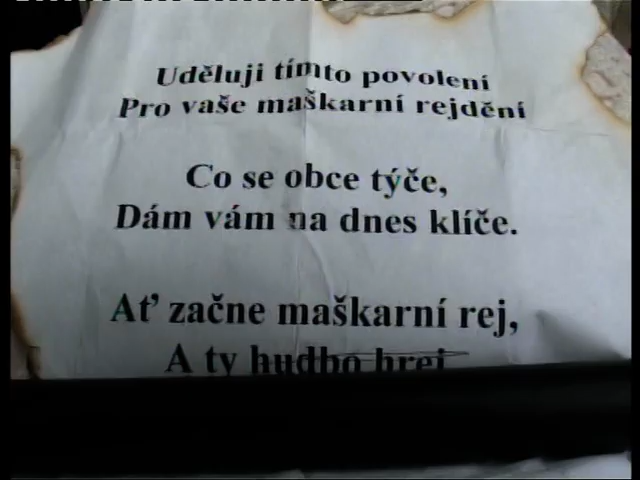 Uděluji tímto povolení
Pro vaše maškarní rejdění
Co se obce týče,
Dám vám na dnes klíče.
Ať začne maškarní rej,
A ty hudbo hrej